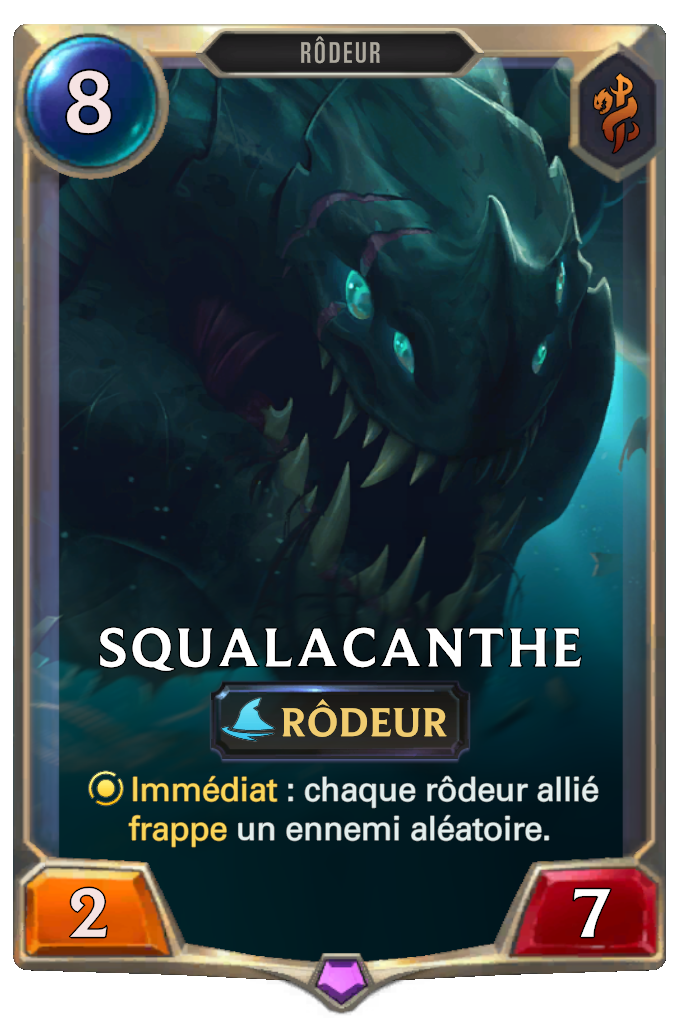 RÔDEUR
8
SQUALACANTHE
RÔDEUR
Immédiat : chaque rôdeur allié
frappe un ennemi aléatoire.
2
7